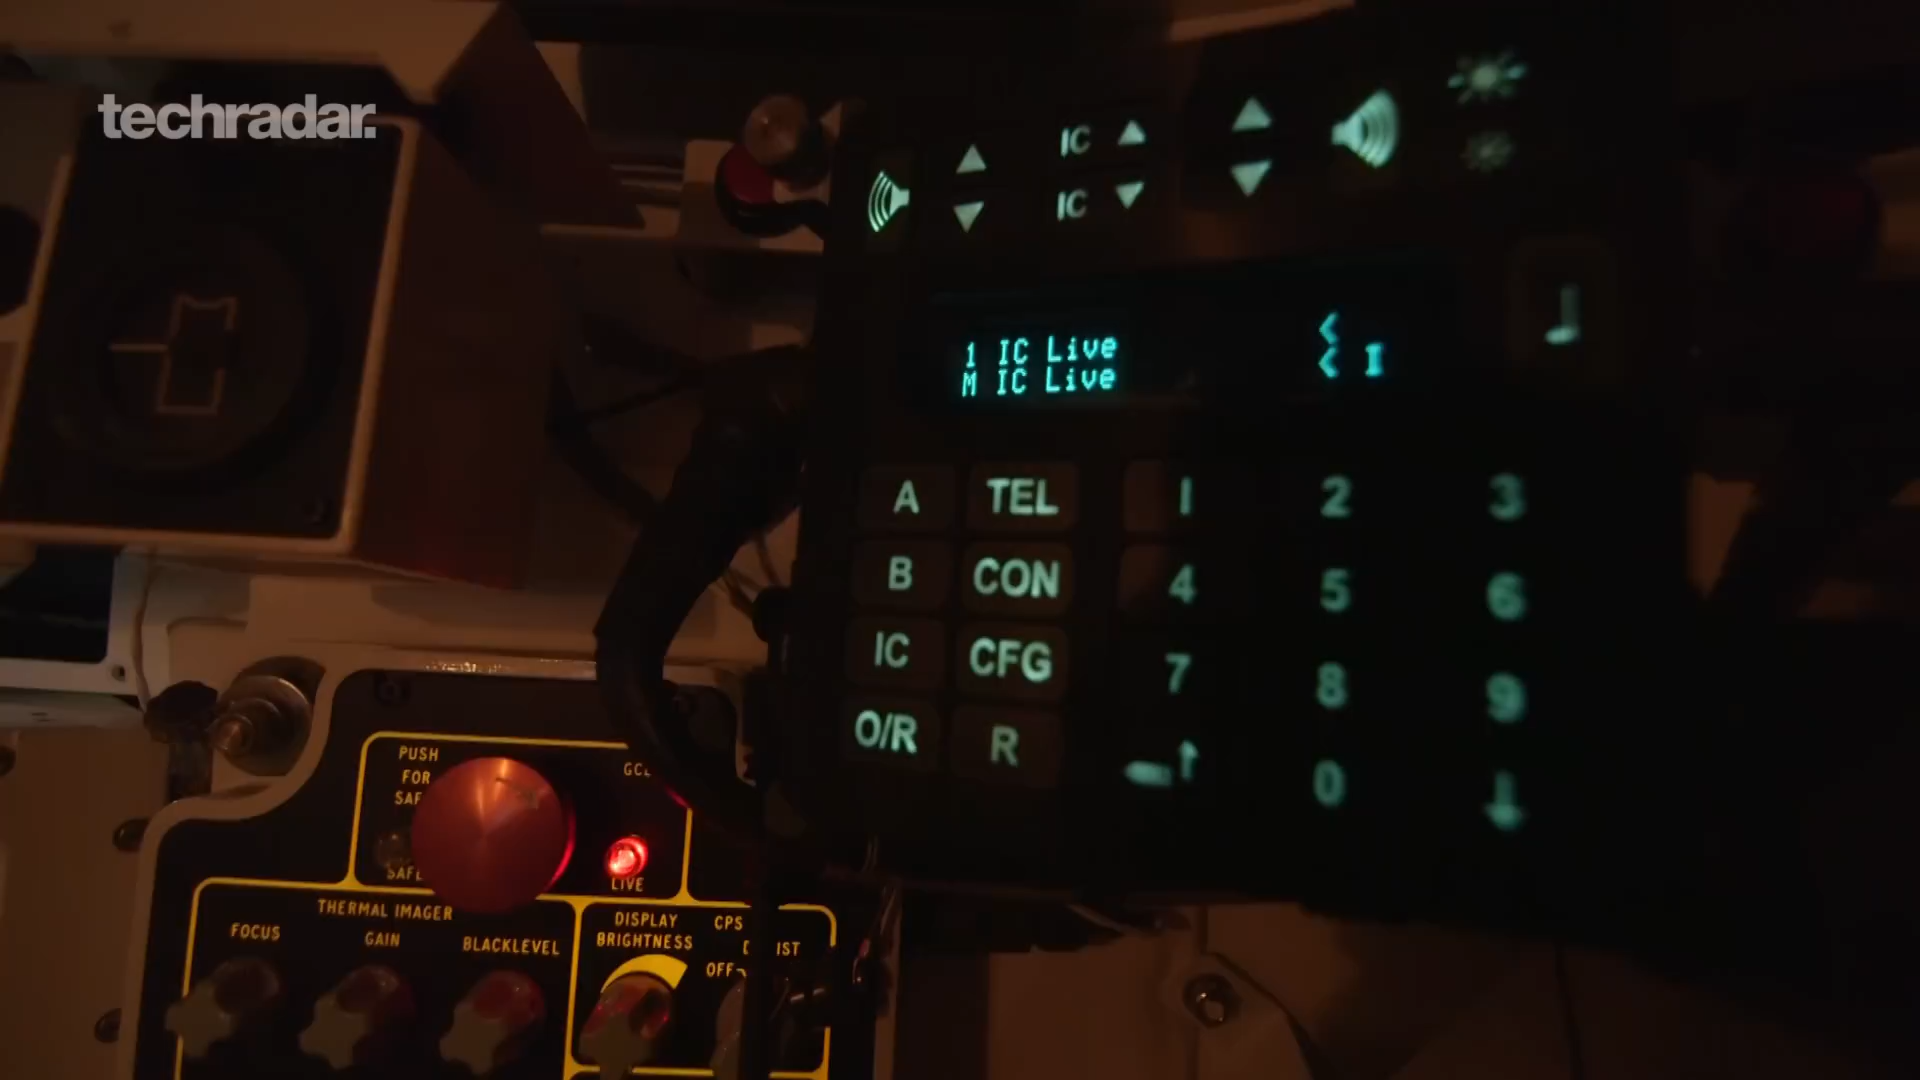 techradar.
IC
IC
1 IC Live <
M IC Live < I
A TEL 1 2 3
B CON 4 5 6
IC CFG 7 8 9
O/R R 0
PUSH
FOR
LIVE
THERMAL IMAGER
FOCUS GAIN BLACKLEVEL
DISPLAY
BRIGHTNESS
CPS
OFF